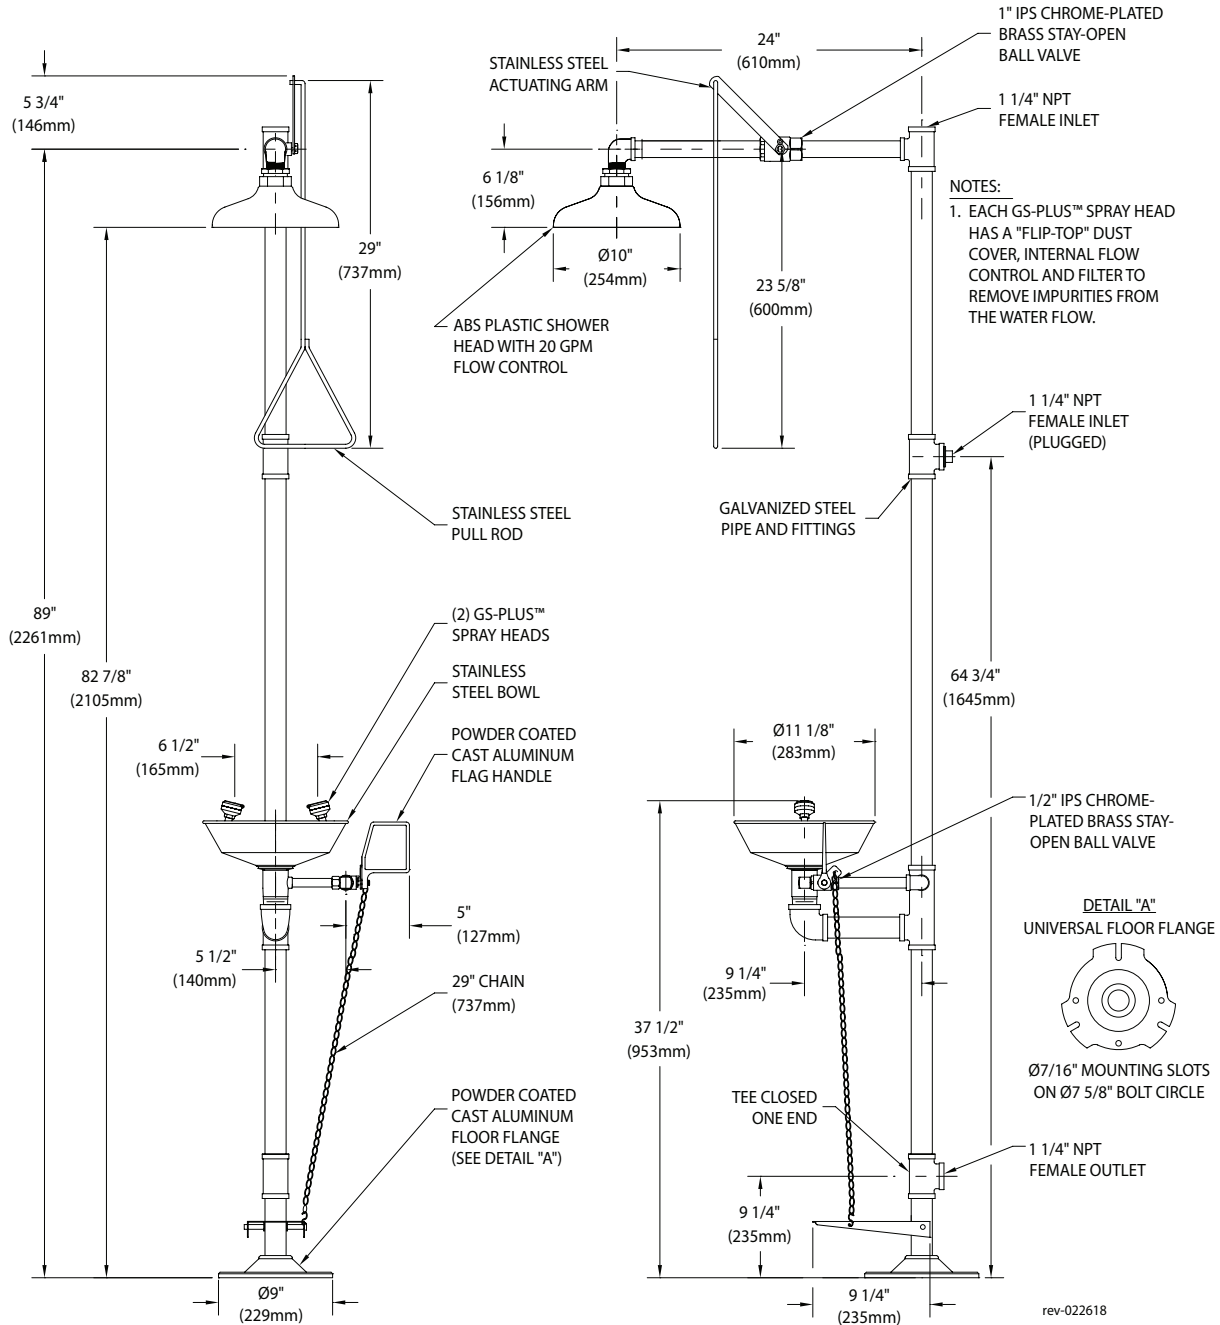 1" IPS CHROME-PLATED
BRASS STAY-OPEN
BALL VALVE
24"
(610mm)
STAINLESS STEEL
ACTUATING ARM
5 3/4"
(146mm)
1 1/4" NPT
FEMALE INLET
6 1/8"
(156mm)
NOTES:
1. EACH GS-PLUS™ SPRAY HEAD
HAS A "FLIP-TOP" DUST
COVER, INTERNAL FLOW
CONTROL AND FILTER TO
REMOVE IMPURITIES FROM
THE WATER FLOW.
29"
(737mm)
Ø10"
(254mm)
23 5/8"
(600mm)
ABS PLASTIC SHOWER
HEAD WITH 20 GPM
FLOW CONTROL
1 1/4" NPT
FEMALE INLET
(PLUGGED)
STAINLESS STEEL
PULL ROD
GALVANIZED STEEL
PIPE AND FITTINGS
89"
(2261mm)
(2) GS-PLUS™
SPRAY HEADS
82 7/8"
(2105mm)
STAINLESS
STEEL BOWL
64 3/4"
(1645mm)
6 1/2"
(165mm)
POWDER COATED
CAST ALUMINUM
FLAG HANDLE
Ø11 1/8"
(283mm)
1/2" IPS CHROME-
PLATED BRASS STAY-
OPEN BALL VALVE
5"
(127mm)
DETAIL "A"
UNIVERSAL FLOOR FLANGE
5 1/2"
(140mm)
29" CHAIN
(737mm)
9 1/4"
(235mm)
37 1/2"
(953mm)
Ø7/16" MOUNTING SLOTS
ON Ø7 5/8" BOLT CIRCLE
POWDER COATED
CAST ALUMINUM
FLOOR FLANGE
(SEE DETAIL "A")
TEE CLOSED
ONE END
1 1/4" NPT
FEMALE OUTLET
9 1/4"
(235mm)
Ø9"
(229mm)
9 1/4"
(235mm)
rev-022618